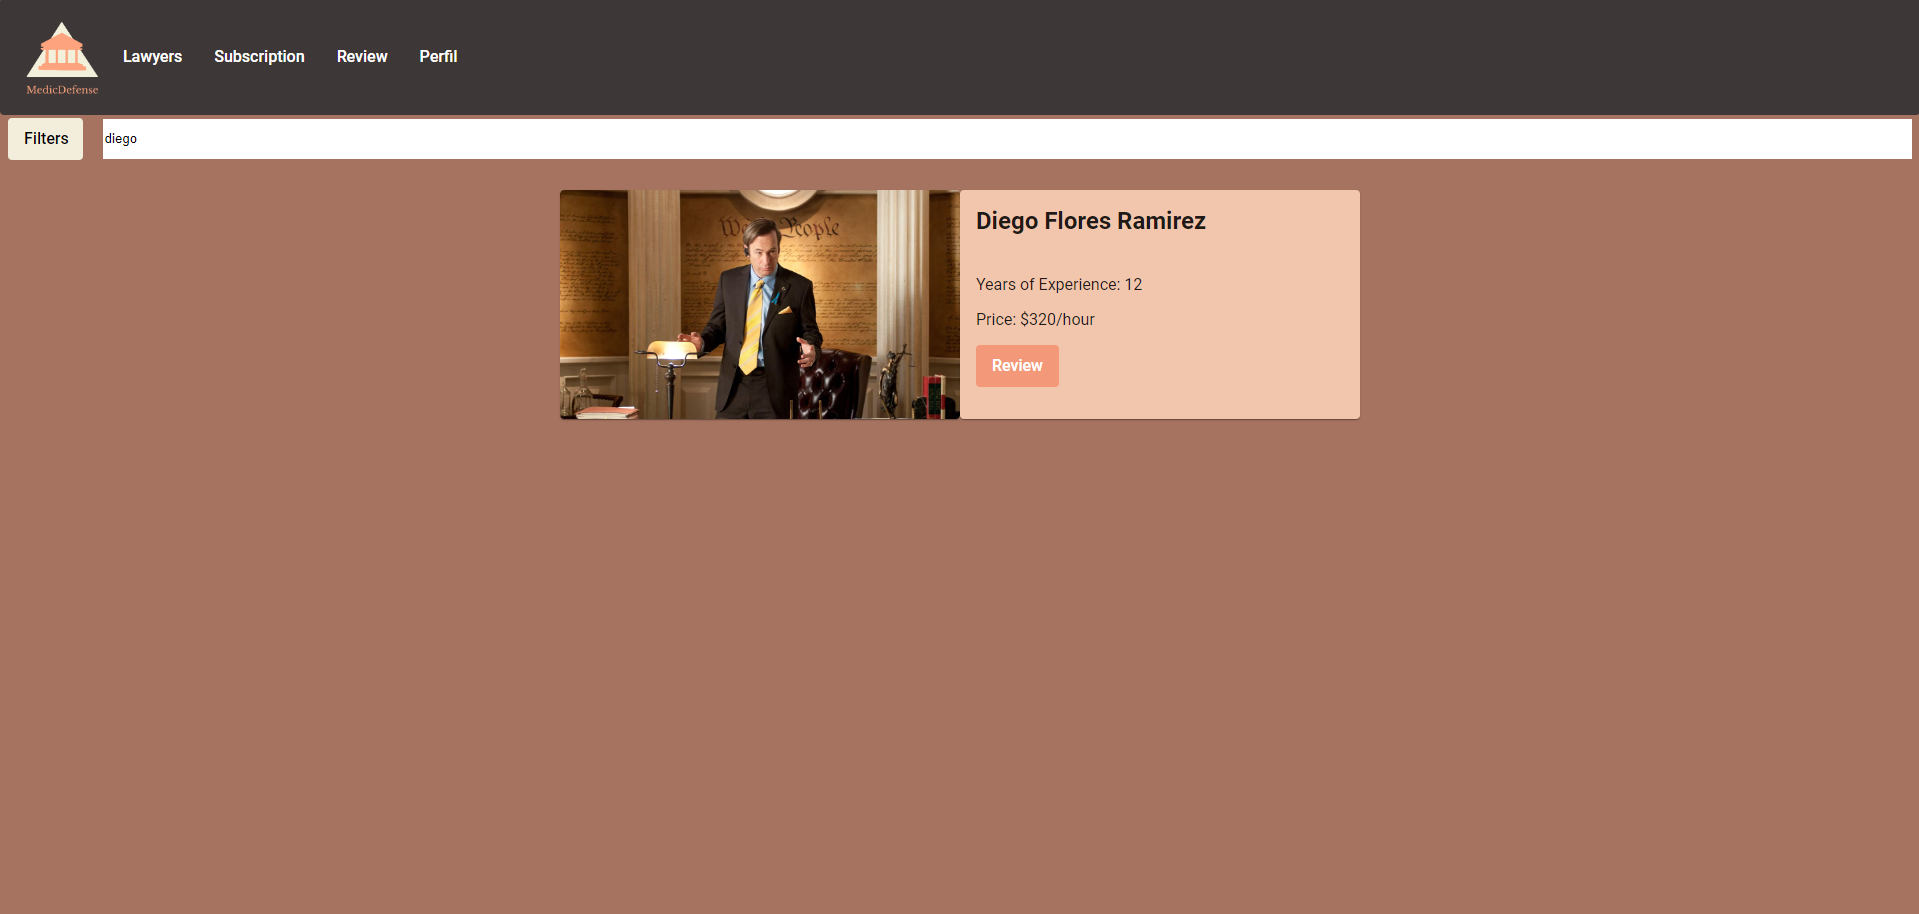 MedicDefense
Lawyers
Subscription
Review
Perfil
Filters
diego
We the People
Diego Flores Ramirez
Years of Experience: 12
Price: $320/hour
Review